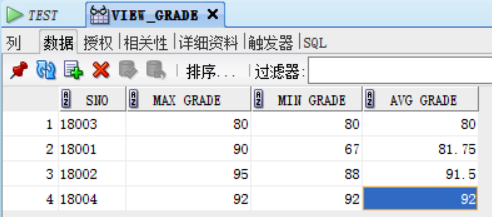 TEST VIEW_GRADE
列 数据 授权 相关性 详细资料 触发器 SQL
排序... 过滤器:
SNO MAX GRADE MIN GRADE AVG GRADE
1 18003 80 80 80
2 18001 90 67 81.75
3 18002 95 88 91.5
4 18004 92 92 92